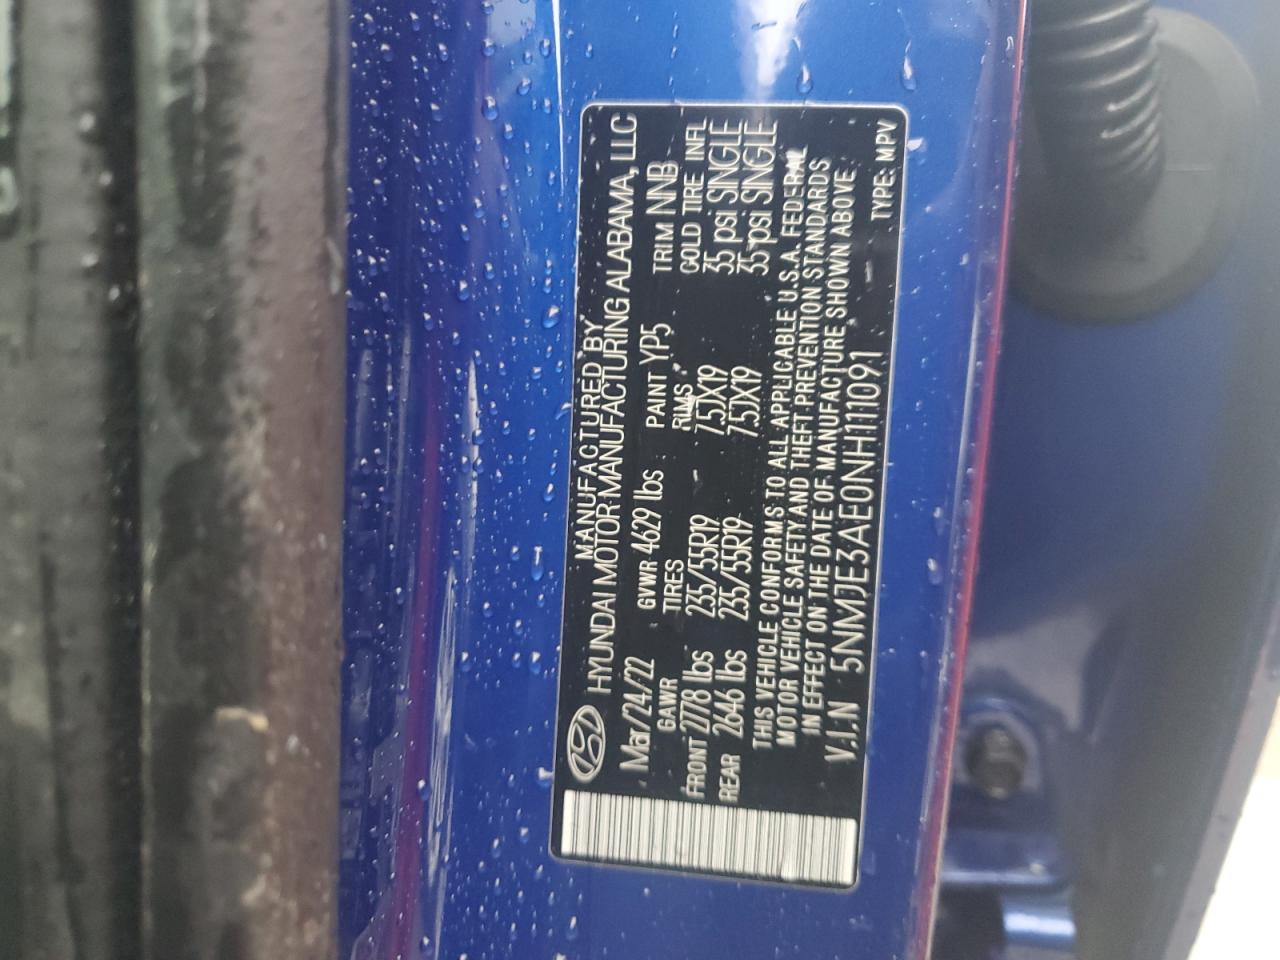 MANUFACTURED BY
HYUNDAI MOTOR MANUFACTURING ALABAMA, LLC
Mar/24/22 GVWR 4629 lbs PAINT YP5 TRIM NNB
GAWR TIRES RIMS COLD TIRE INFL
FRONT 2778 lbs 235/55R19 7.5JX19 35 psi SINGLE
REAR 2646 lbs 235/55R19 7.5JX19 35 psi SINGLE
THIS VEHICLE CONFORMS TO ALL APPLICABLE U.S.A. FEDERAL
MOTOR VEHICLE SAFETY AND THEFT PREVENTION STANDARDS
IN EFFECT ON THE DATE OF MANUFACTURE SHOWN ABOVE
V.I.N 5NMJE3AE0NH111091 TYPE: MPV